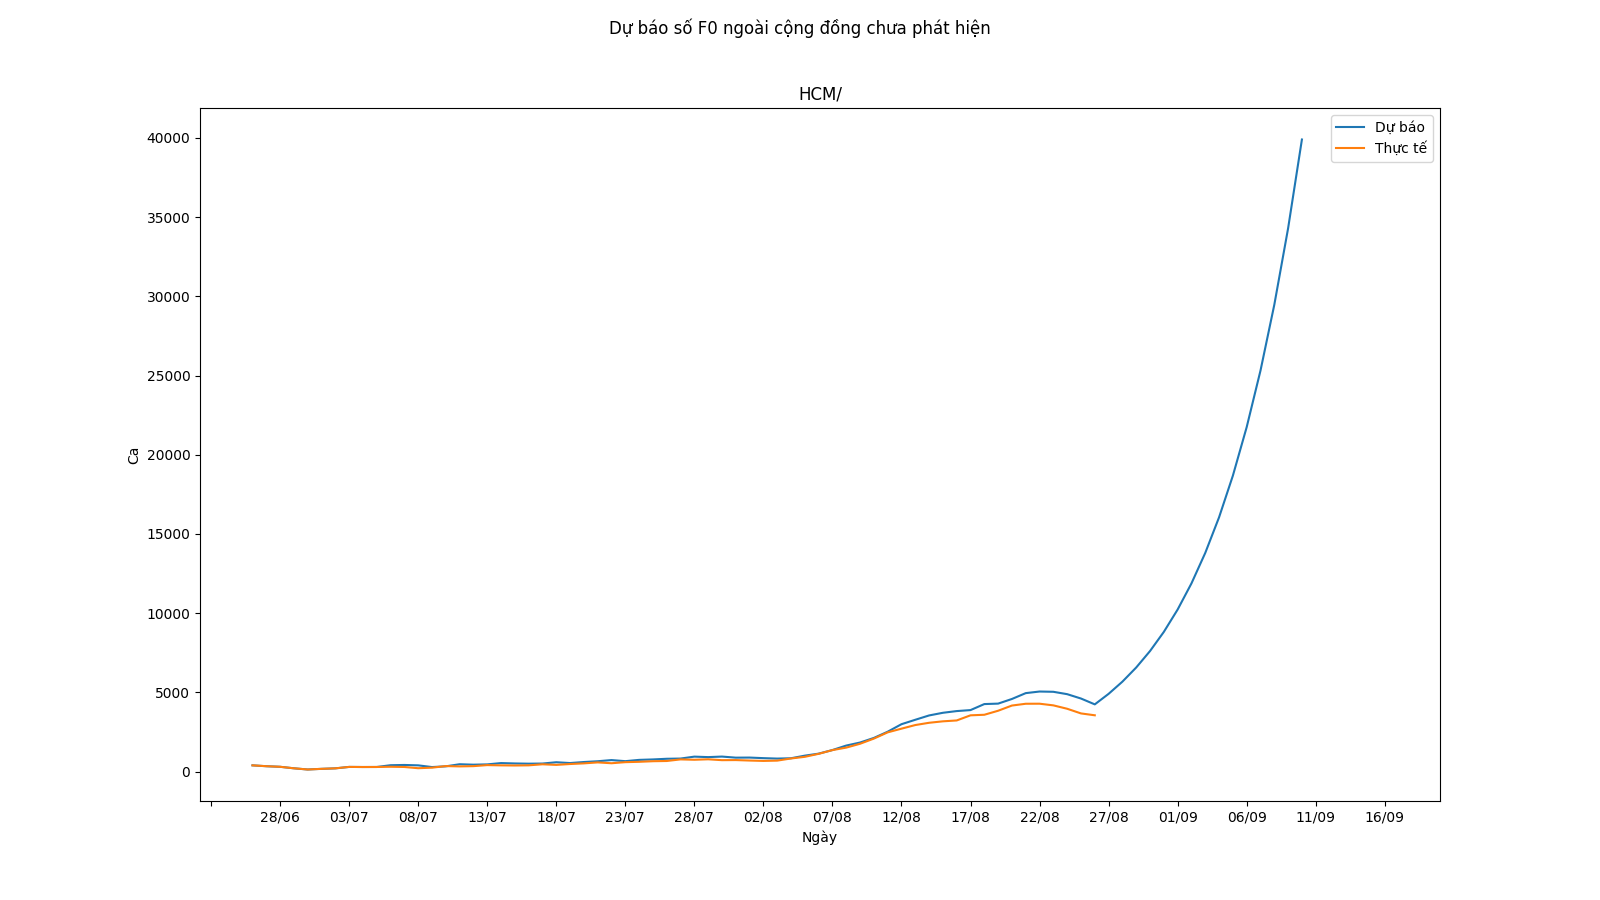 Dự báo số F0 ngoài cộng đồng chưa phát hiện
HCM/
Dự báo
Thực tế
Ca
40000
35000
30000
25000
20000
15000
10000
5000
0
28/06 03/07 08/07 13/07 18/07 23/07 28/07 02/08 07/08 12/08 17/08 22/08 27/08 01/09 06/09 11/09 16/09
Ngày